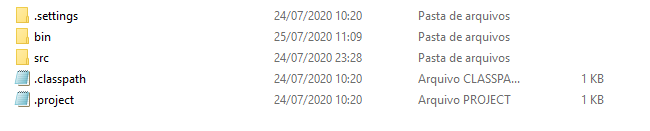 .settings 24/07/2020 10:20 Pasta de arquivos
bin 25/07/2020 11:09 Pasta de arquivos
src 24/07/2020 23:28 Pasta de arquivos
.classpath 24/07/2020 10:20 Arquivo CLASSPA... 1 KB
.project 24/07/2020 10:20 Arquivo PROJECT 1 KB